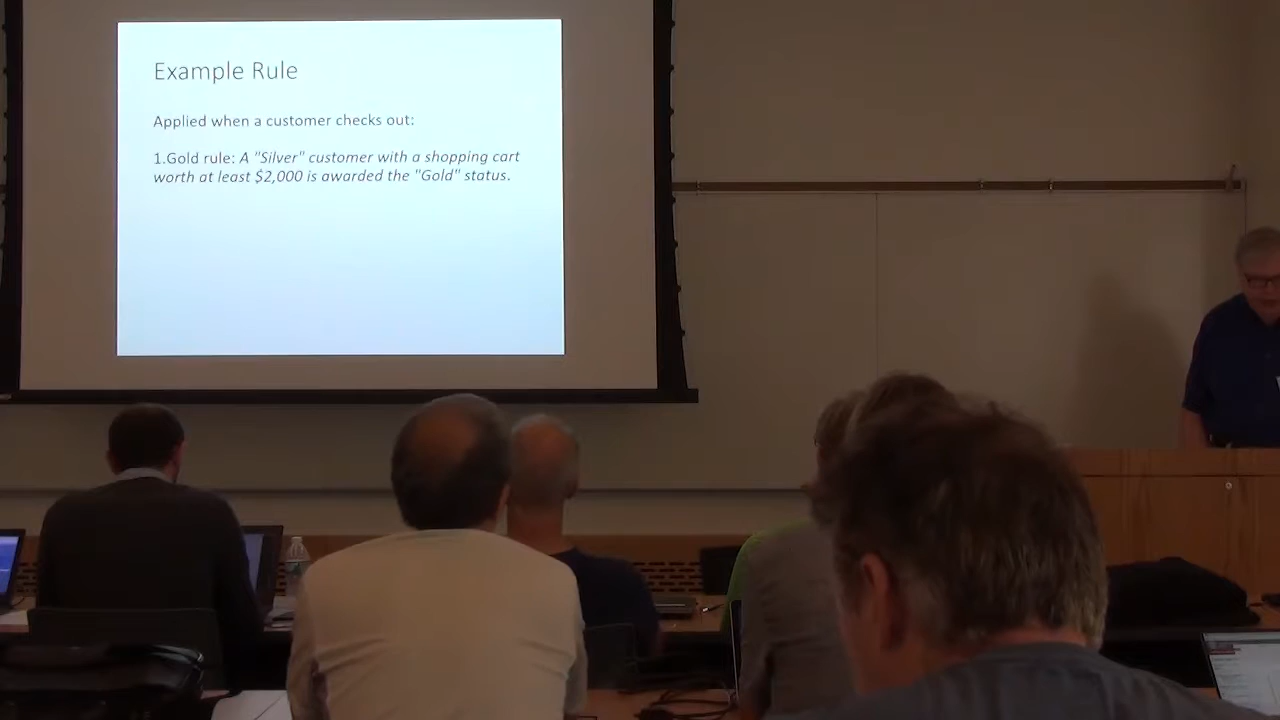 Example Rule
Applied when a customer checks out:
1.Gold rule: A "Silver" customer with a shopping cart
worth at least $2,000 is awarded the "Gold" status.